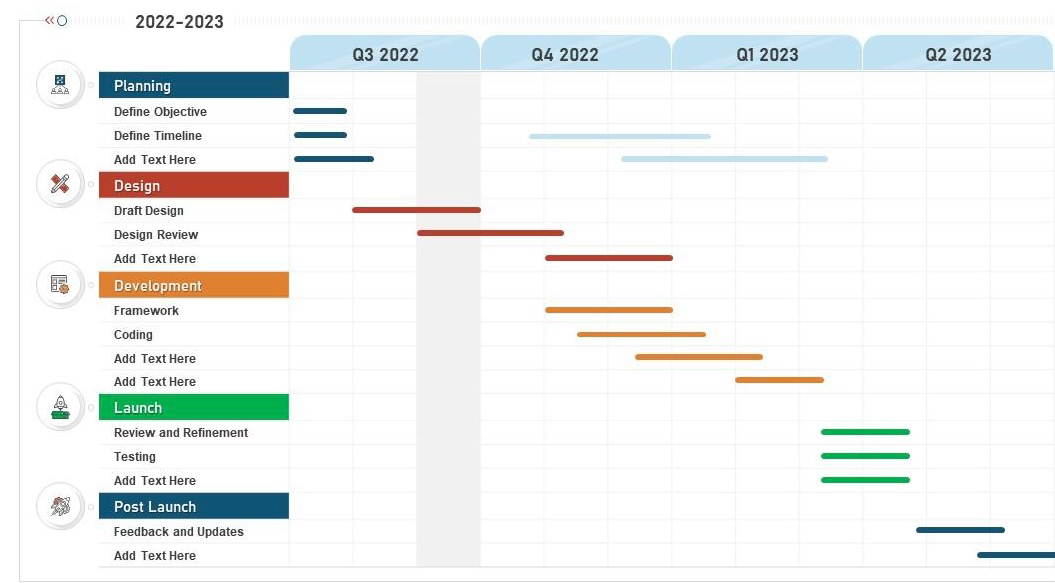 2022-2023
Q3 2022 Q4 2022 Q1 2023 Q2 2023
Planning
Define Objective
Define Timeline
Add Text Here
Design
Draft Design
Design Review
Add Text Here
Development
Framework
Coding
Add Text Here
Add Text Here
Launch
Review and Refinement
Testing
Add Text Here
Post Launch
Feedback and Updates
Add Text Here